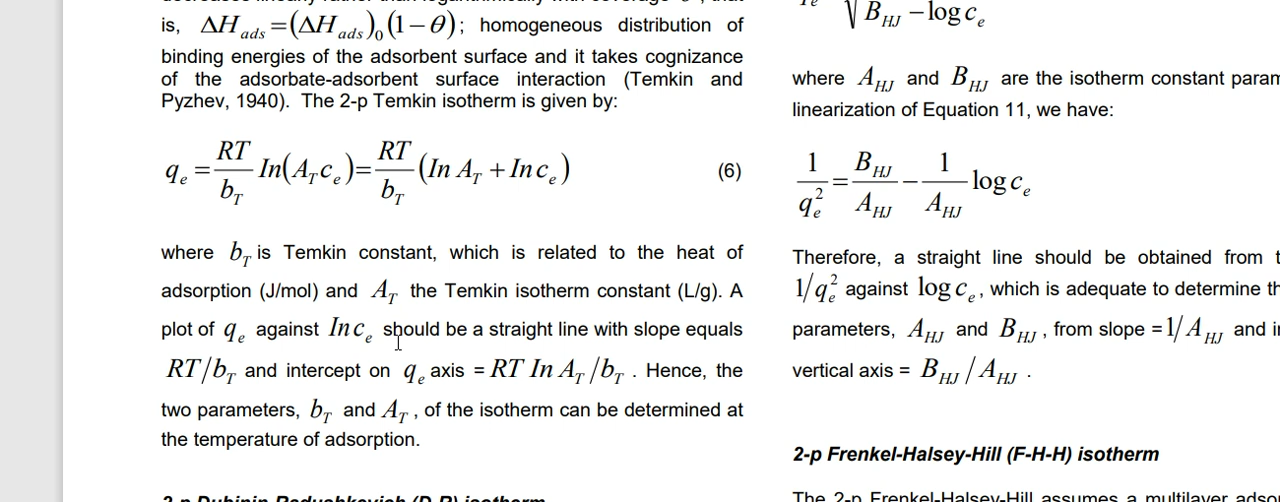 is, ΔH_ads = (ΔH_ads)_0 (1 − θ); homogeneous distribution of
binding energies of the adsorbent surface and it takes cognizance
of the adsorbate-adsorbent surface interaction (Temkin and
Pyzhev, 1940). The 2-p Temkin isotherm is given by:
q_e = RT/b_T In(A_T c_e) = RT/b_T (In A_T + In c_e) (6)
where b_T is Temkin constant, which is related to the heat of
adsorption (J/mol) and A_T the Temkin isotherm constant (L/g). A
plot of q_e against In c_e should be a straight line with slope equals
RT/b_T and intercept on q_e axis = RT In A_T/b_T . Hence, the
two parameters, b_T and A_T , of the isotherm can be determined at
the temperature of adsorption.
√ B_HJ − log c_e
where A_HJ and B_HJ are the isotherm constant param
linearization of Equation 11, we have:
1/q_e^2 = B_HJ/A_HJ − 1/A_HJ log c_e
Therefore, a straight line should be obtained from t
1/q_e^2 against log c_e , which is adequate to determine th
parameters, A_HJ and B_HJ , from slope = 1/A_HJ and i
vertical axis = B_HJ / A_HJ .
2-p Frenkel-Halsey-Hill (F-H-H) isotherm
The 2-p Frenkel-Halsey-Hill assumes a multilayer adsor